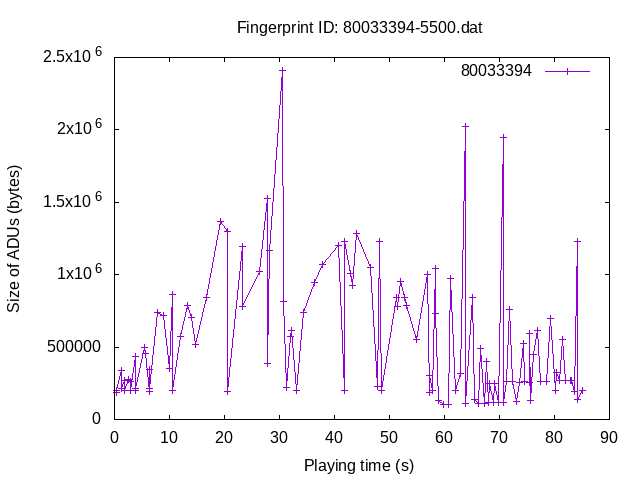 Fingerprint ID: 80033394-5500.dat
80033394
Size of ADUs (bytes)
2.5x10^6
2x10^6
1.5x10^6
1x10^6
500000
0
0 10 20 30 40 50 60 70 80 90
Playing time (s)